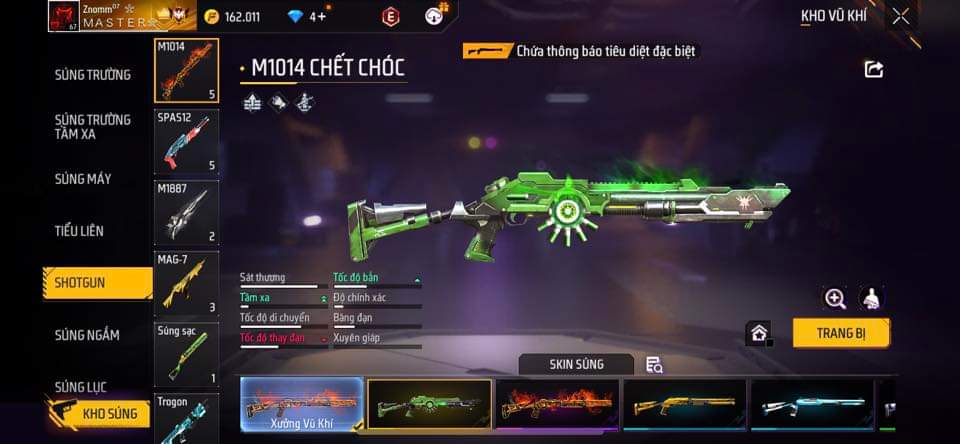 Znomm⁰⁷
67
MASTER
162.011
4+
E
KHO VŨ KHÍ
SÚNG TRƯỜNG
SÚNG TRƯỜNG
TẦM XA
SÚNG MÁY
TIỂU LIÊN
SHOTGUN
SÚNG NGẮM
SÚNG LỤC
KHO SÚNG
M1014
5
SPAS12
5
M1887
2
MAG-7
3
Súng sạc
1
Trogon
M1014 CHẾT CHÓC
Chứa thông báo tiêu diệt đặc biệt
Sát thương
Tốc độ bắn
Tầm xa
Độ chính xác
Tốc độ di chuyển
Băng đạn
Tốc độ thay đạn
Xuyên giáp
TRANG BỊ
SKIN SÚNG
Xưởng Vũ Khí